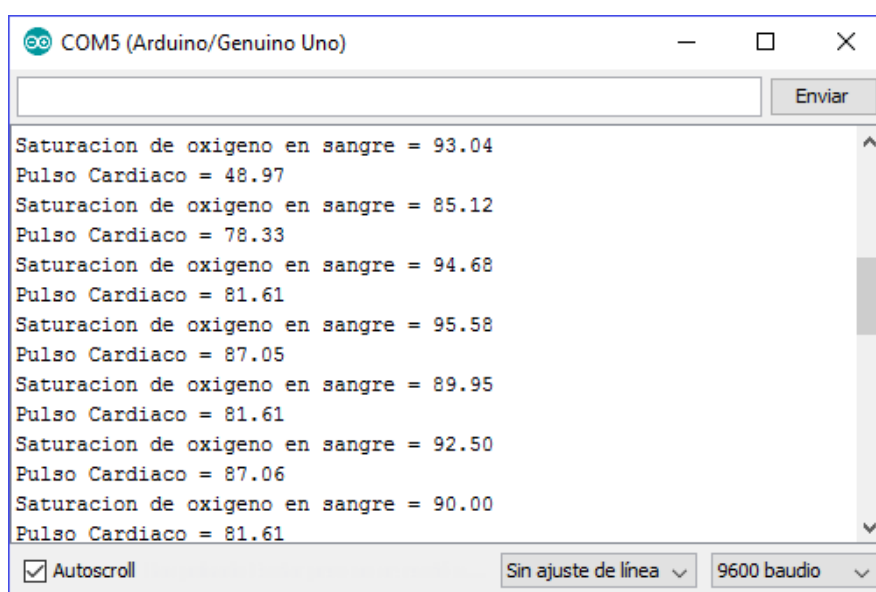 COM5 (Arduino/Genuino Uno)
Enviar
Saturacion de oxigeno en sangre = 93.04
Pulso Cardiaco = 48.97
Saturacion de oxigeno en sangre = 85.12
Pulso Cardiaco = 78.33
Saturacion de oxigeno en sangre = 94.68
Pulso Cardiaco = 81.61
Saturacion de oxigeno en sangre = 95.58
Pulso Cardiaco = 87.05
Saturacion de oxigeno en sangre = 89.95
Pulso Cardiaco = 81.61
Saturacion de oxigeno en sangre = 92.50
Pulso Cardiaco = 87.06
Saturacion de oxigeno en sangre = 90.00
Pulso Cardiaco = 81.61
Autoscroll
Sin ajuste de línea
9600 baudio